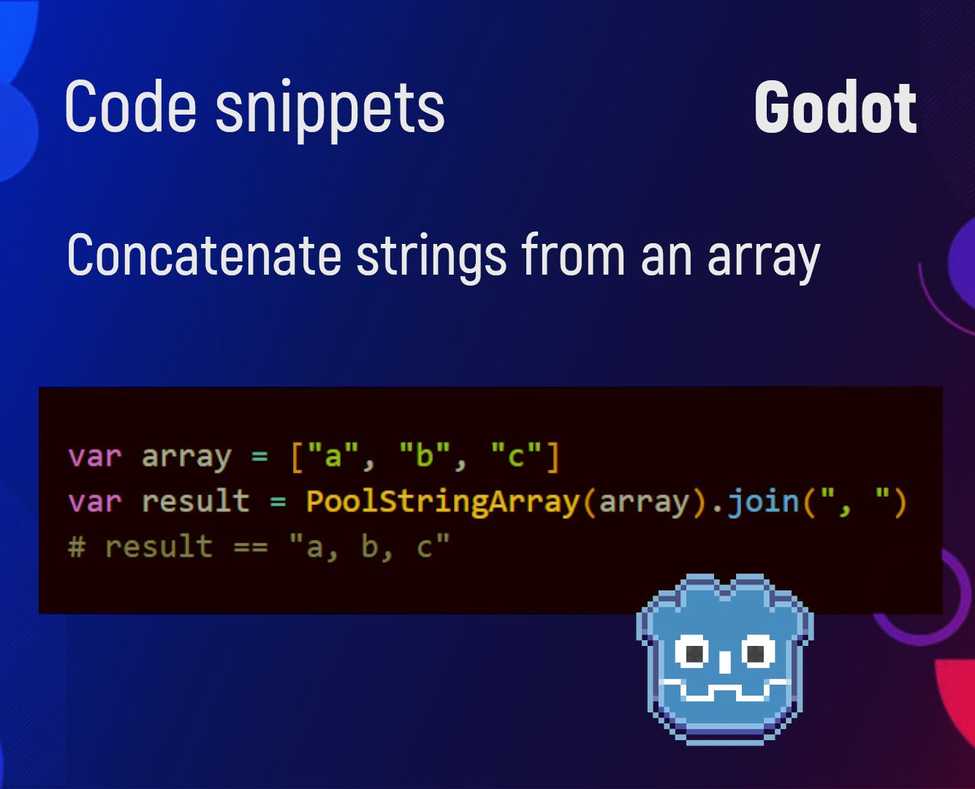 Code snippets
Godot
Concatenate strings from an array
var array = ["a", "b", "c"]
var result = PoolStringArray(array).join(", ")
# result == "a, b, c"